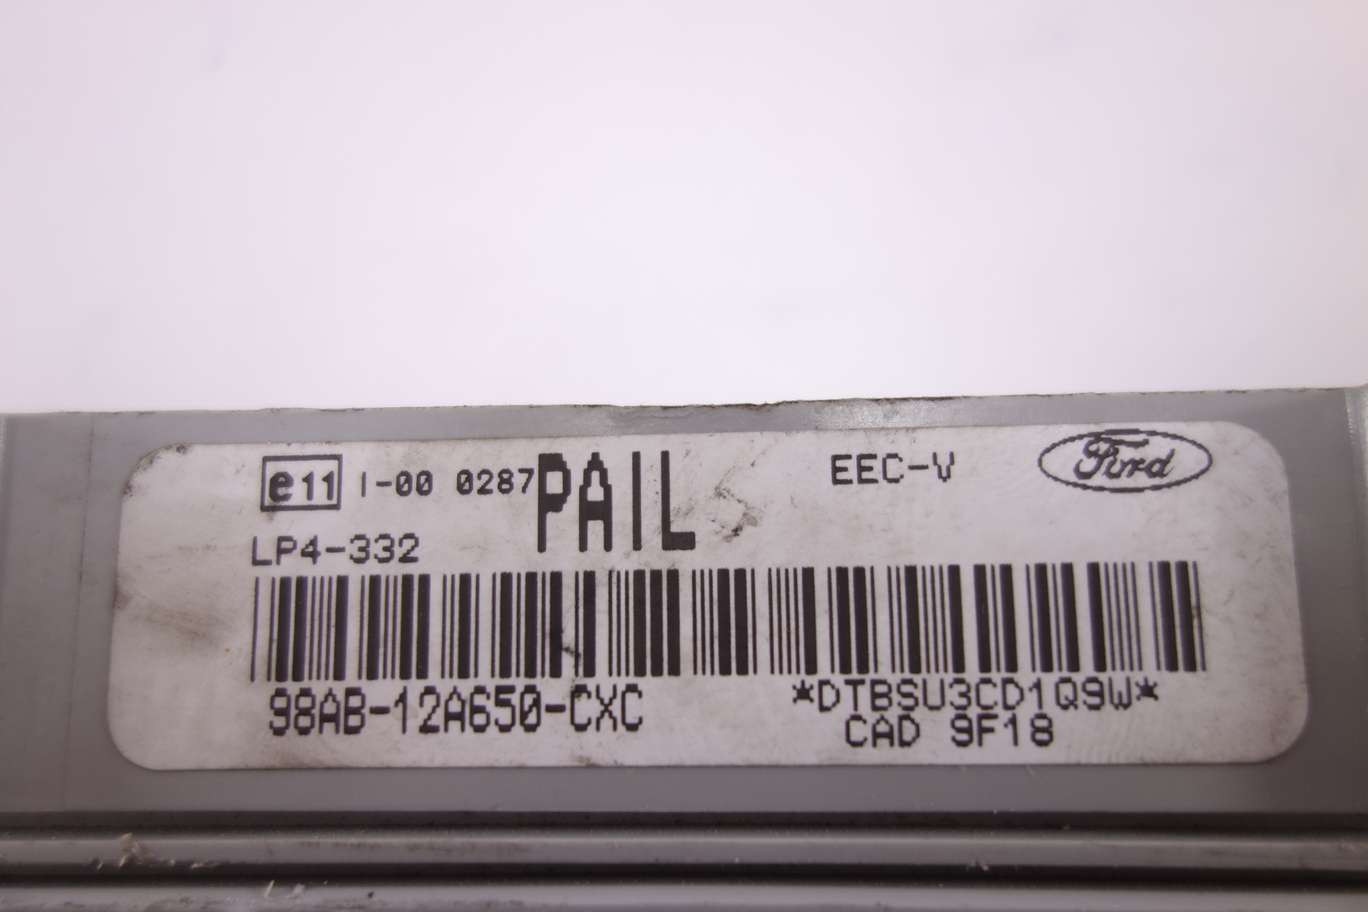 e11 I-00 0287 PAIL EEC-V Ford
LP4-332
98AB-12A650-CXC *DTBSU3CD1Q9W*
CAD 9F18